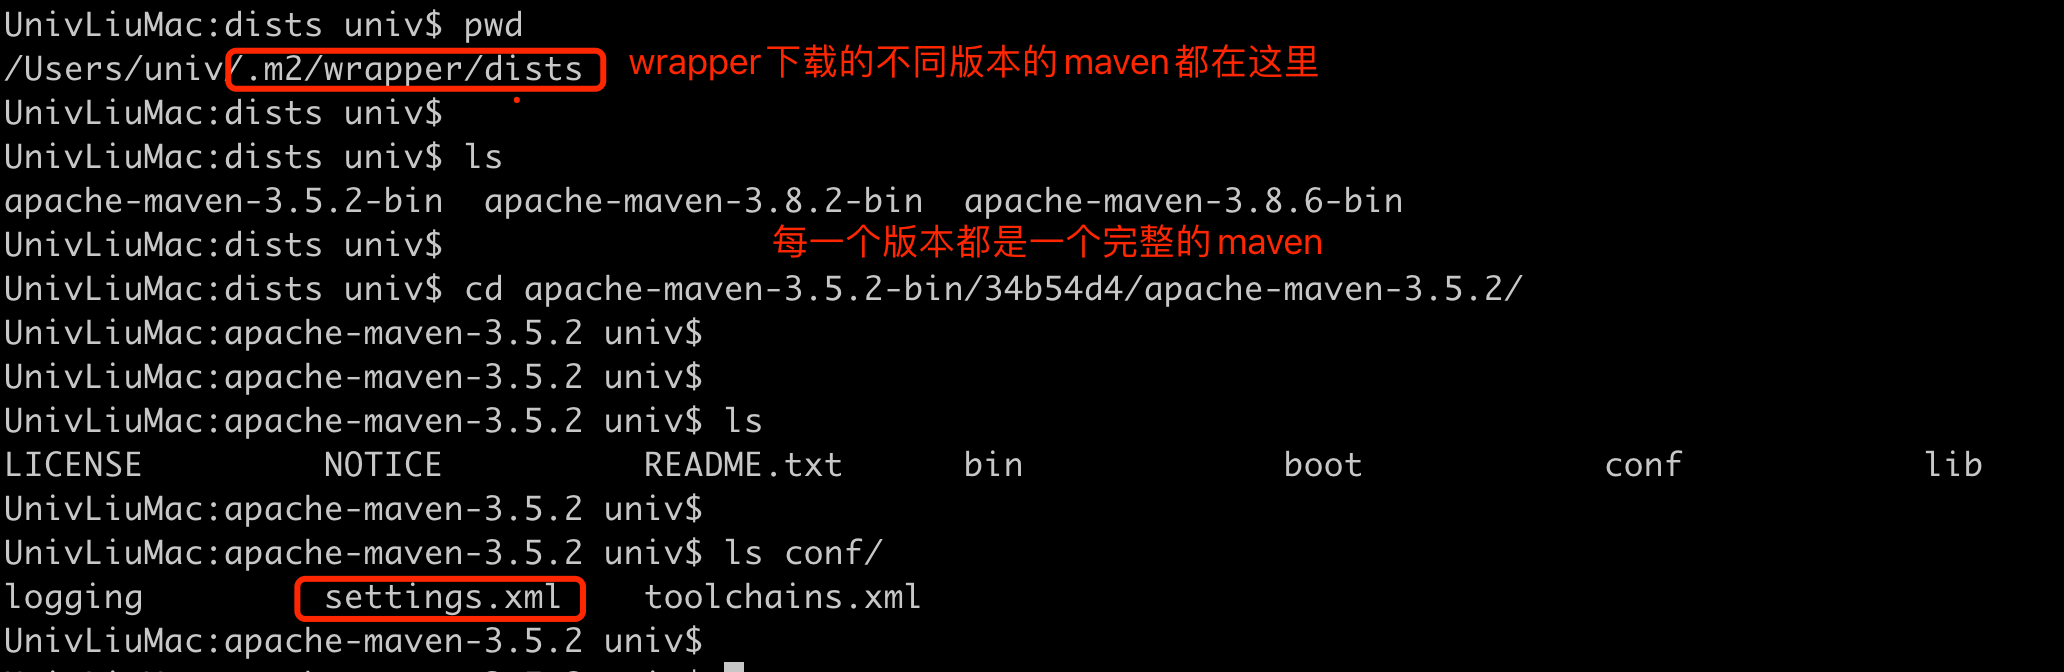 UnivLiuMac:dists univ$ pwd
/Users/univ/.m2/wrapper/dists wrapper下载的不同版本的maven都在这里
UnivLiuMac:dists univ$
UnivLiuMac:dists univ$ ls
apache-maven-3.5.2-bin apache-maven-3.8.2-bin apache-maven-3.8.6-bin
UnivLiuMac:dists univ$ 每一个版本都是一个完整的maven
UnivLiuMac:dists univ$ cd apache-maven-3.5.2-bin/34b54d4/apache-maven-3.5.2/
UnivLiuMac:apache-maven-3.5.2 univ$
UnivLiuMac:apache-maven-3.5.2 univ$
UnivLiuMac:apache-maven-3.5.2 univ$ ls
LICENSE NOTICE README.txt bin boot conf lib
UnivLiuMac:apache-maven-3.5.2 univ$
UnivLiuMac:apache-maven-3.5.2 univ$ ls conf/
logging settings.xml toolchains.xml
UnivLiuMac:apache-maven-3.5.2 univ$